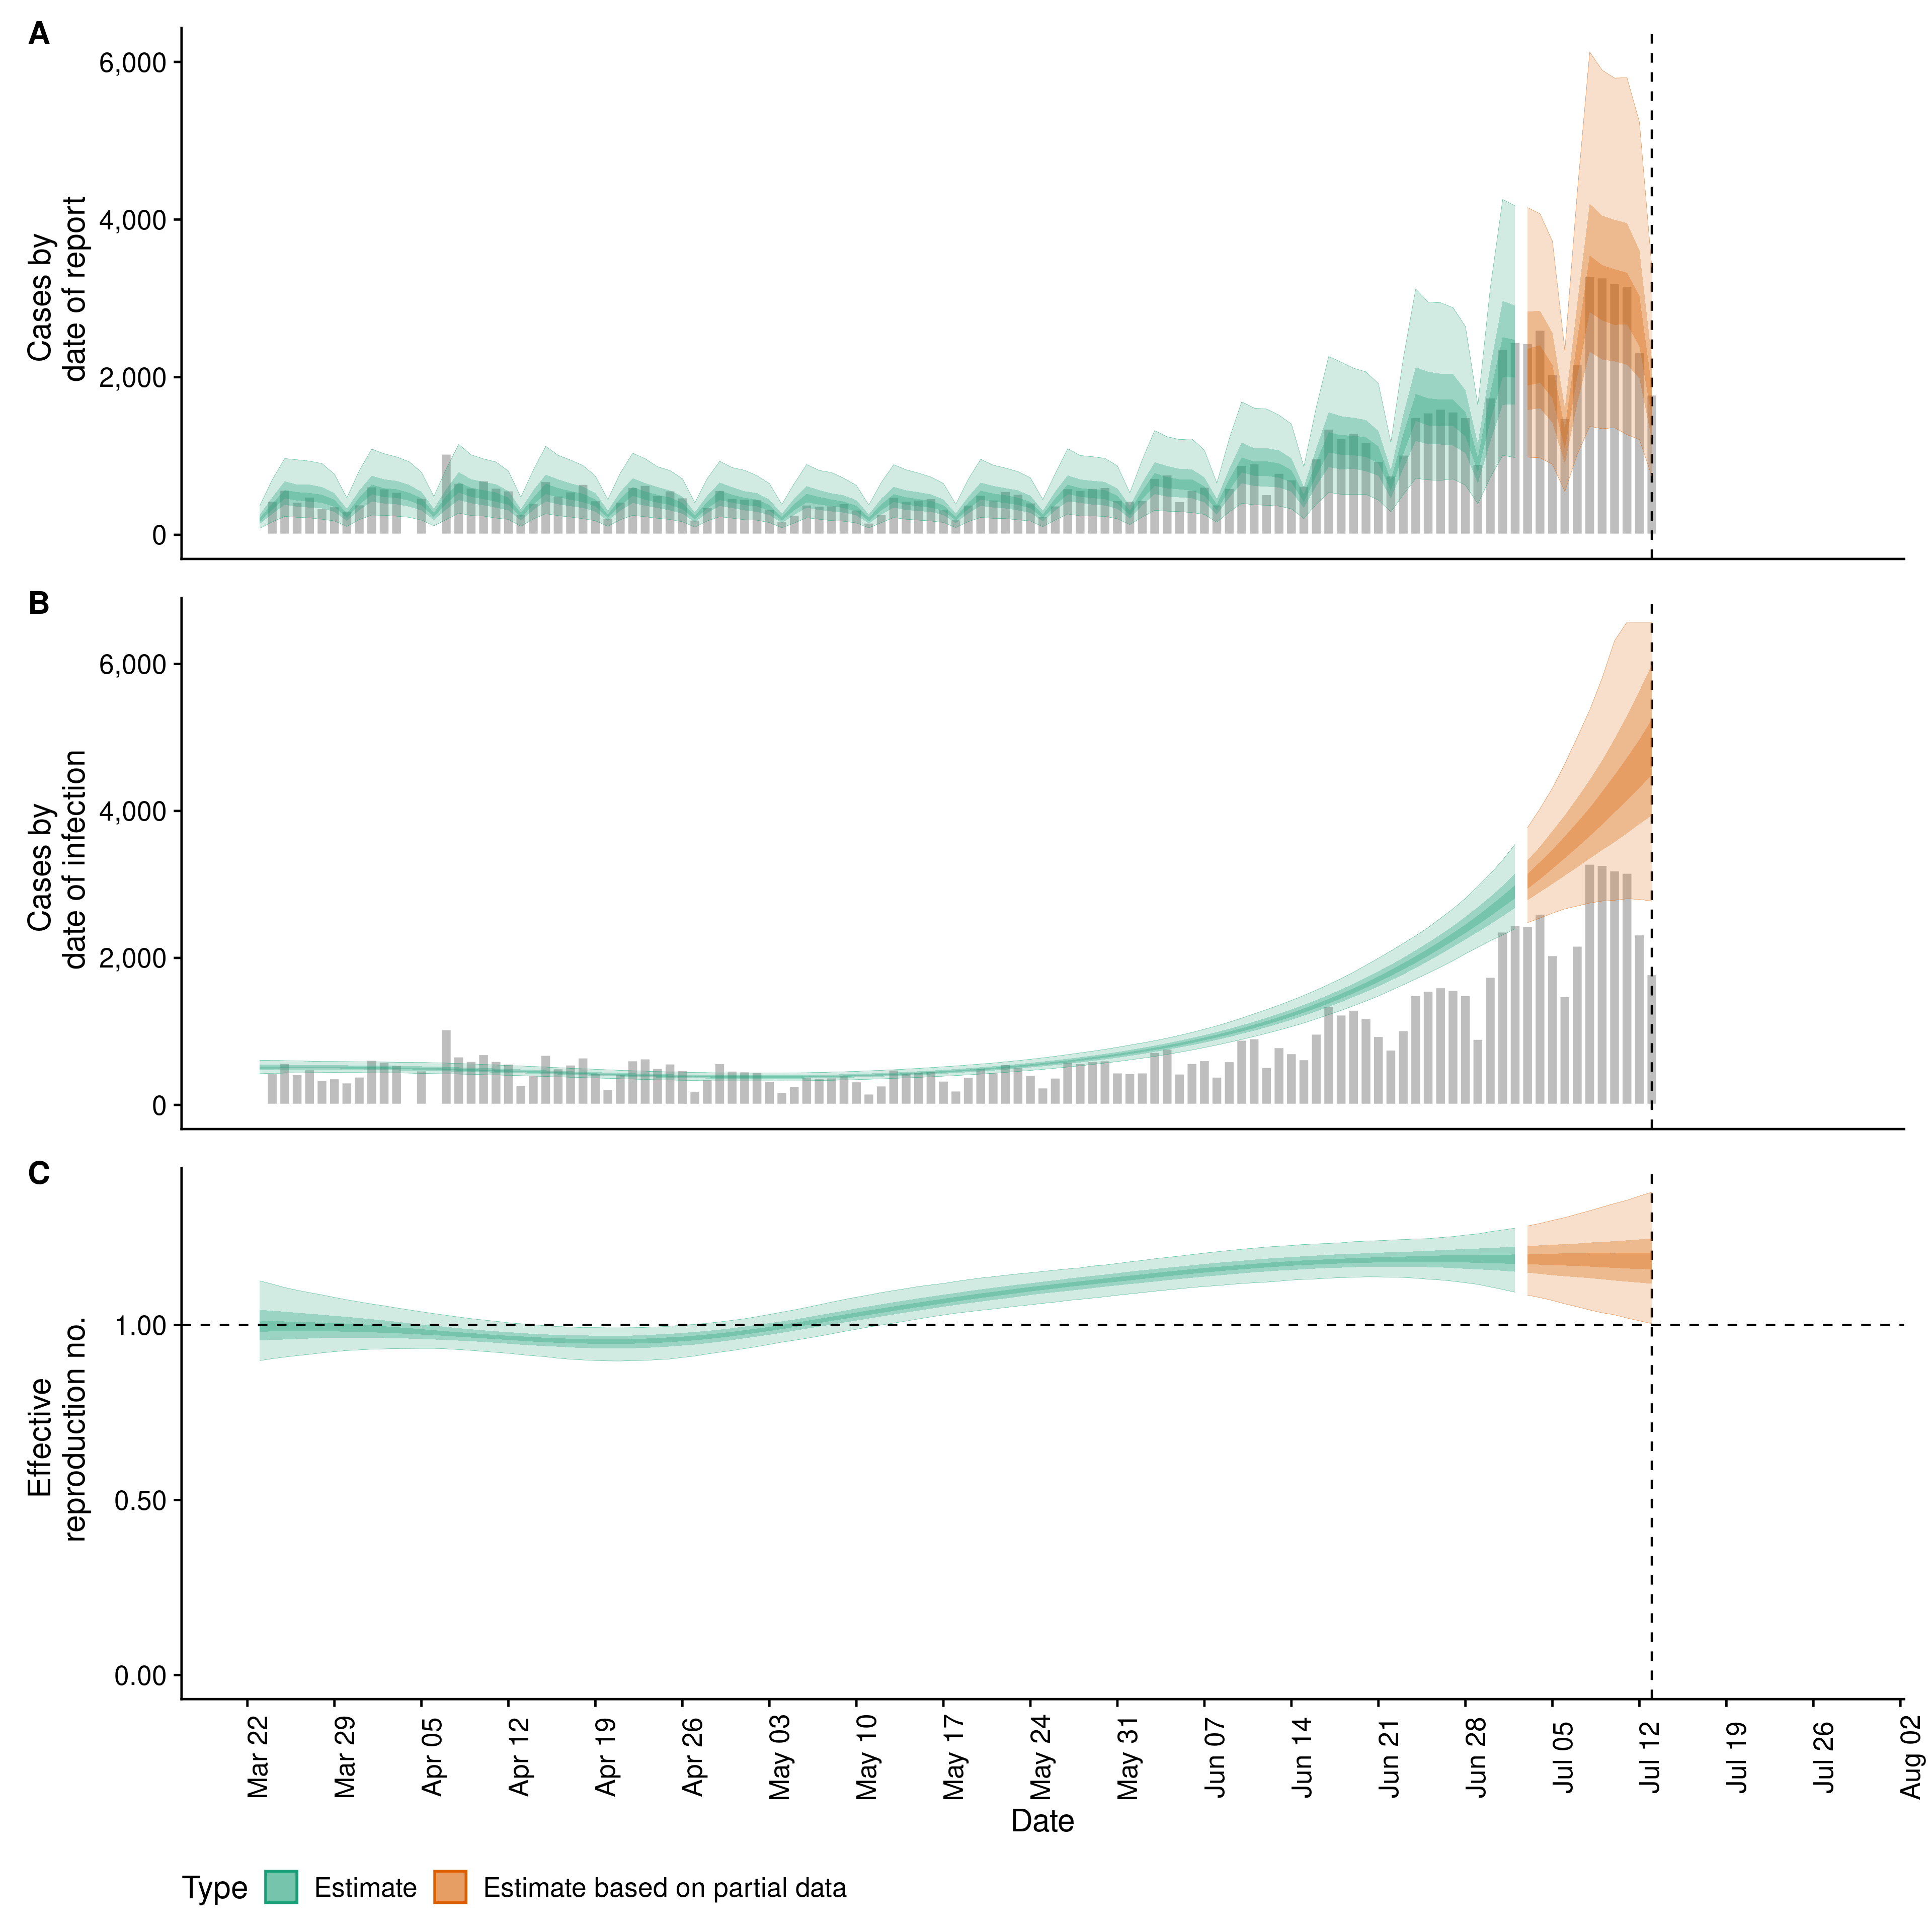 A
6,000
4,000
2,000
0
Cases by
date of report
B
6,000
4,000
2,000
0
Cases by
date of infection
C
1.00
0.50
0.00
Effective
reproduction no.
Mar 22
Mar 29
Apr 05
Apr 12
Apr 19
Apr 26
May 03
May 10
May 17
May 24
May 31
Jun 07
Jun 14
Jun 21
Jun 28
Jul 05
Jul 12
Jul 19
Jul 26
Aug 02
Date
Type Estimate Estimate based on partial data